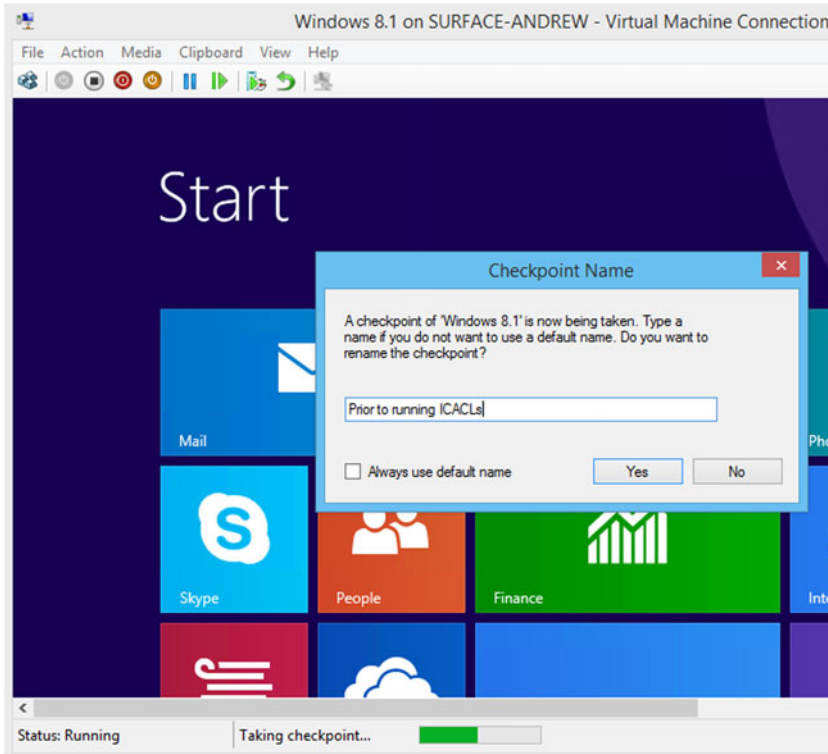 Windows 8.1 on SURFACE-ANDREW - Virtual Machine Connection
File Action Media Clipboard View Help
Start
Checkpoint Name
A checkpoint of 'Windows 8.1' is now being taken. Type a
name if you do not want to use a default name. Do you want to
rename the checkpoint?
Prior to running ICACLs
Always use default name
Yes No
Mail
Pho
Skype People Finance Inte
Status: Running Taking checkpoint...